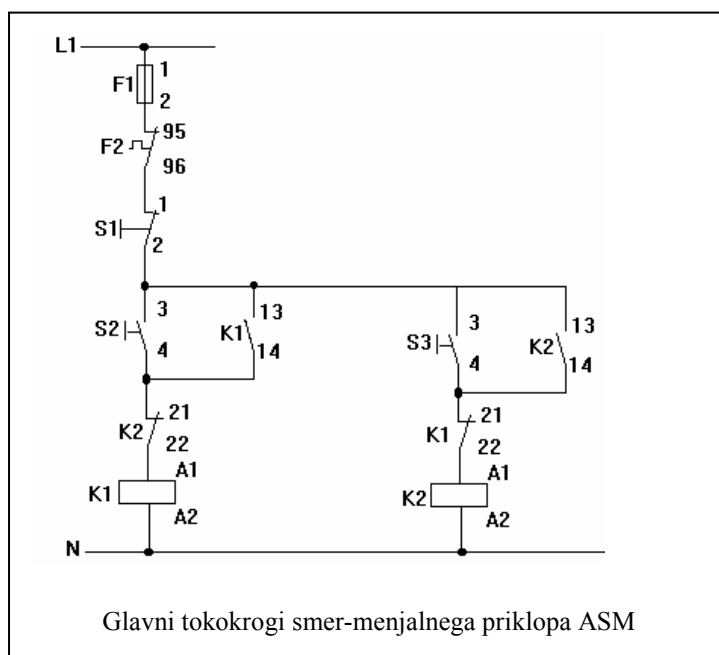 L1
1
F1
2
95
F2
96
1
S1
2
3
13
S2
K1
4
14
3
13
S3
K2
4
14
21
K2
22
21
K1
22
A1
K1
A2
A1
K2
A2
N
Glavni tokokrogi smer-menjalnega priklopa ASM